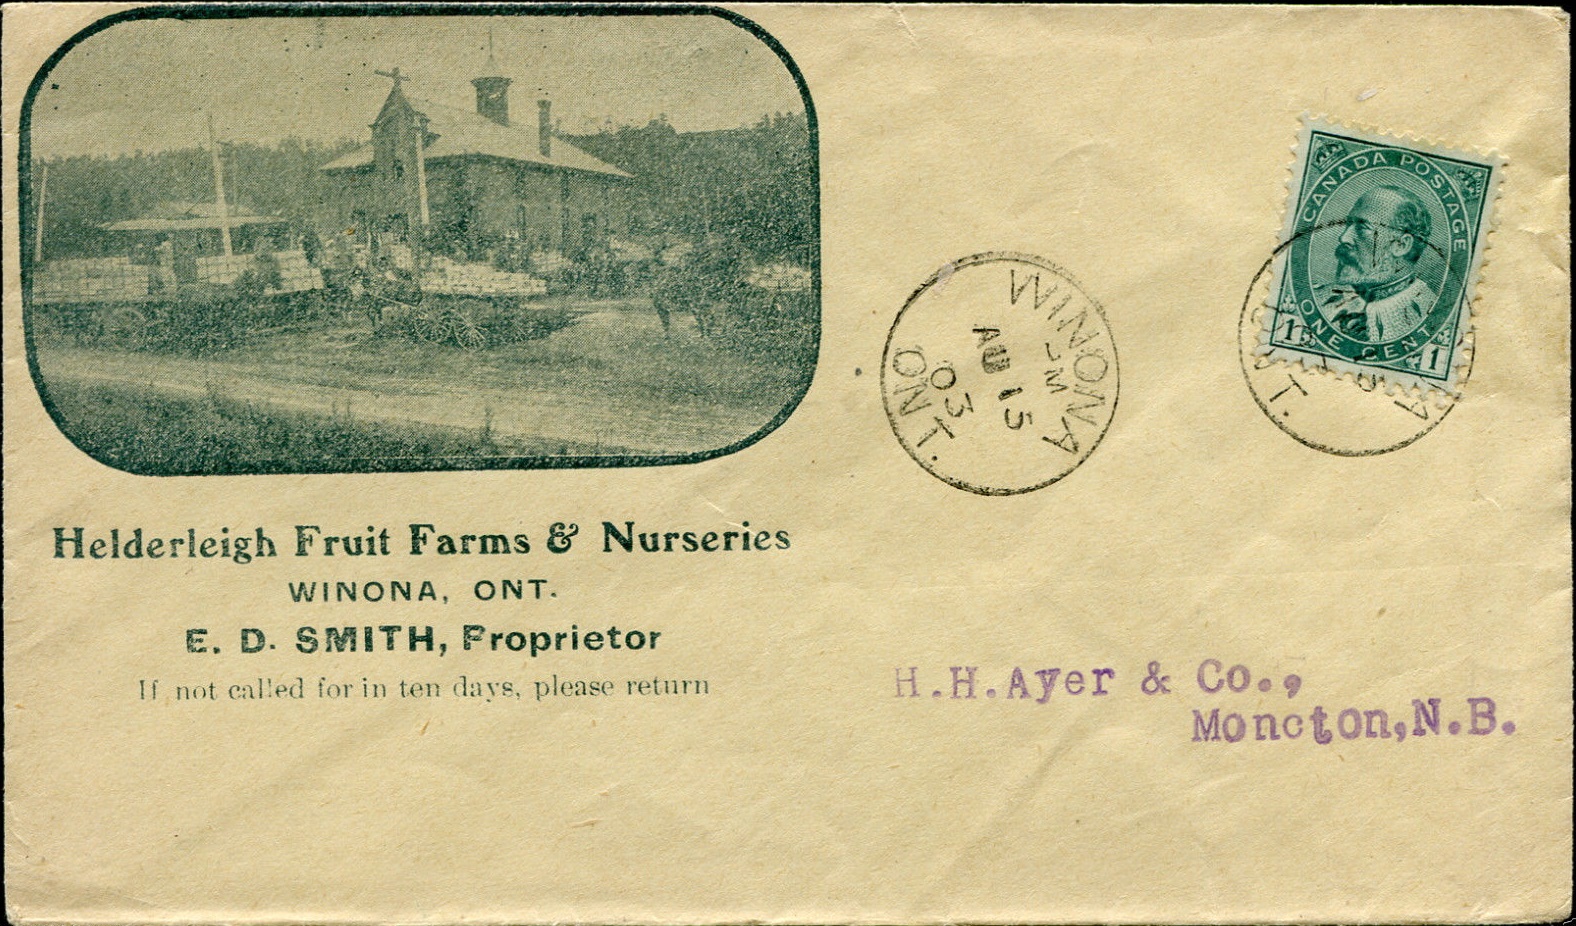 Helderleigh Fruit Farms & Nurseries
WINONA, ONT.
E. D. SMITH, Proprietor
If not called for in ten days, please return
WINONA
PM
AU 15
03
ONT.
CANADA POSTAGE
ONE CENT
1 1
H.H.Ayer & Co.,
Moncton, N.B.